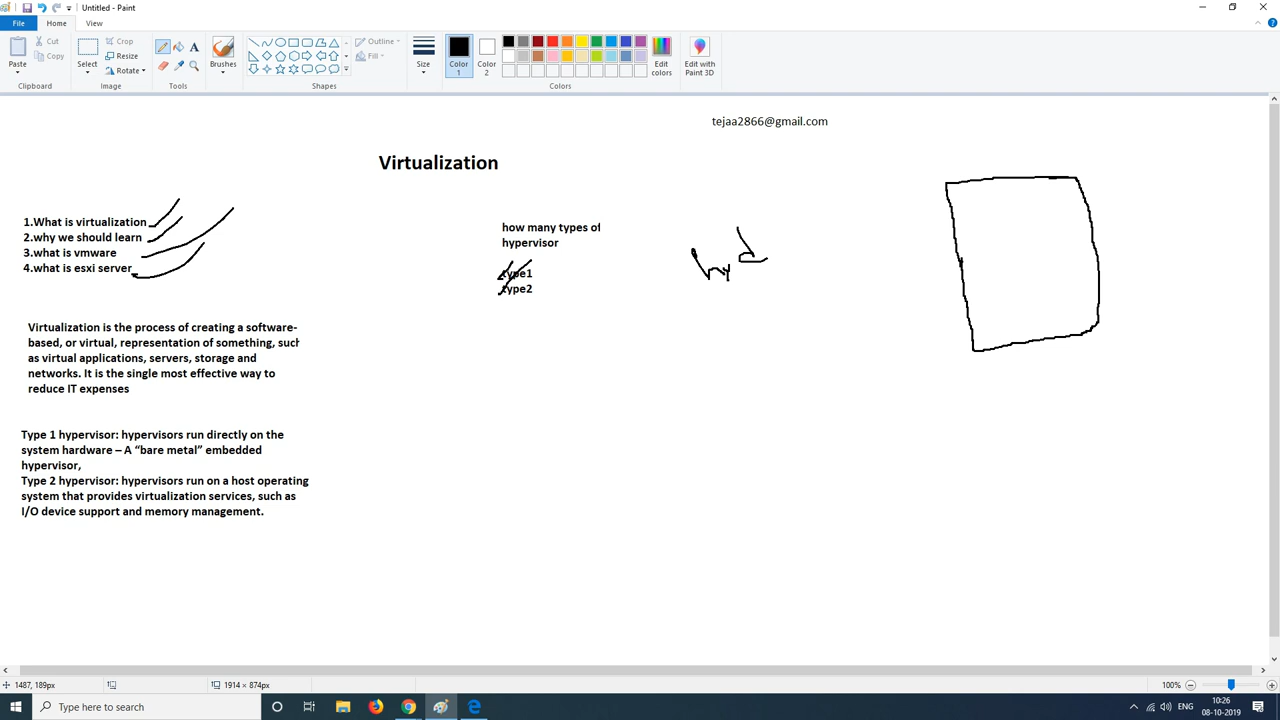 Untitled - Paint
File
Home
View
Paste
Cut
Copy
Clipboard
Select
Crop
Resize
Rotate
Image
Tools
Brushes
Shapes
Outline
Fill
Size
Color 1
Color 2
Edit colors
Edit with Paint 3D
Colors
tejaa2866@gmail.com
Virtualization
1.What is virtualization
2.why we should learn
3.what is vmware
4.what is esxi server
how many types of
hypervisor
type1
type2
hyd
Virtualization is the process of creating a software-
based, or virtual, representation of something, such
as virtual applications, servers, storage and
networks. It is the single most effective way to
reduce IT expenses
Type 1 hypervisor: hypervisors run directly on the
system hardware – A “bare metal” embedded
hypervisor,
Type 2 hypervisor: hypervisors run on a host operating
system that provides virtualization services, such as
I/O device support and memory management.
1487, 189px
1914 × 874px
100%
Type here to search
ENG
10:26
08-10-2019